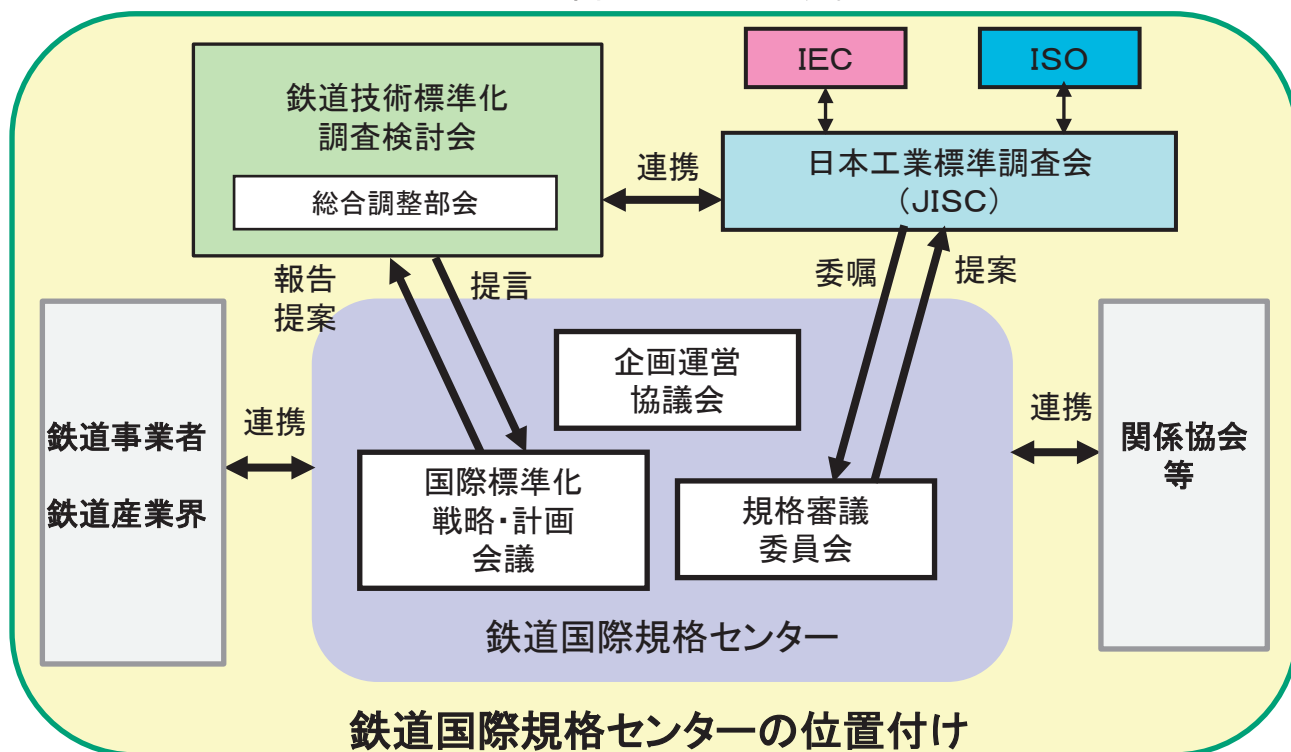 鉄道技術標準化
調査検討会
総合調整部会
IEC
ISO
連携
日本工業標準調査会
(JISC)
報告
提案
提言
委嘱
提案
鉄道事業者
鉄道産業界
連携
企画運営
協議会
国際標準化
戦略・計画
会議
規格審議
委員会
連携
関係協会
等
鉄道国際規格センター
鉄道国際規格センターの位置付け